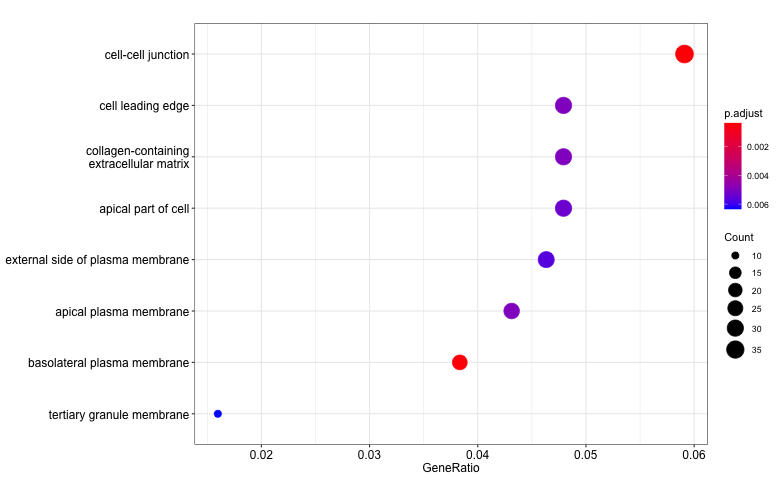 cell-cell junction
cell leading edge
collagen-containing
extracellular matrix
apical part of cell
external side of plasma membrane
apical plasma membrane
basolateral plasma membrane
tertiary granule membrane
0.02 0.03 0.04 0.05 0.06
GeneRatio
p.adjust
0.002
0.004
0.006
Count
10
15
20
25
30
35